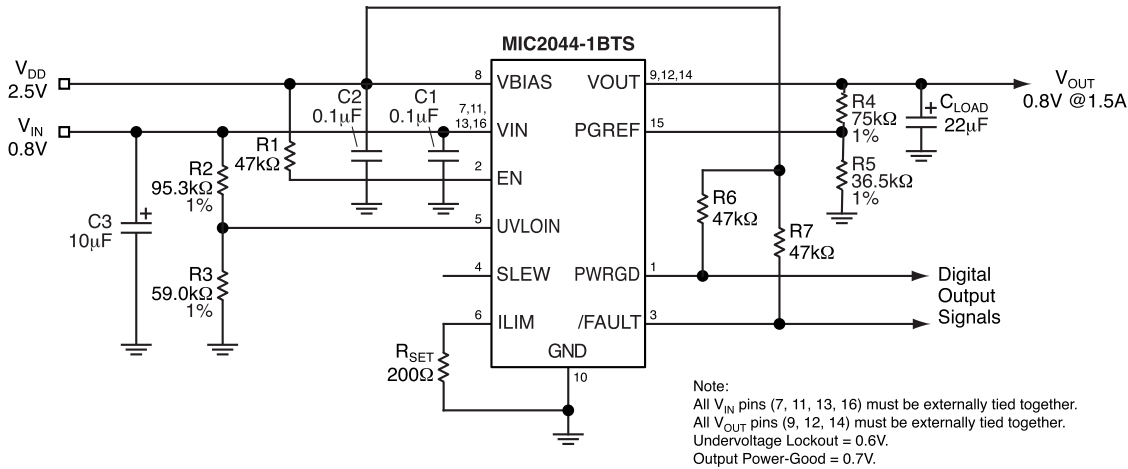 MIC2044-1BTS
VDD
2.5V
VIN
0.8V
C3
10μF
R2
95.3kΩ
1%
R3
59.0kΩ
1%
R1
47kΩ
C2
0.1μF
C1
0.1μF
8
7,11,
13,16
2
5
4
6
VBIAS
VIN
EN
UVLOIN
SLEW
ILIM
GND
10
RSET
200Ω
VOUT
PGREF
PWRGD
/FAULT
9,12,14
15
1
3
R6
47kΩ
R7
47kΩ
R4
75kΩ
1%
R5
36.5kΩ
1%
+
+
CLOAD
22μF
VOUT
0.8V @1.5A
Digital
Output
Signals
Note:
All VIN pins (7, 11, 13, 16) must be externally tied together.
All VOUT pins (9, 12, 14) must be externally tied together.
Undervoltage Lockout = 0.6V.
Output Power-Good = 0.7V.